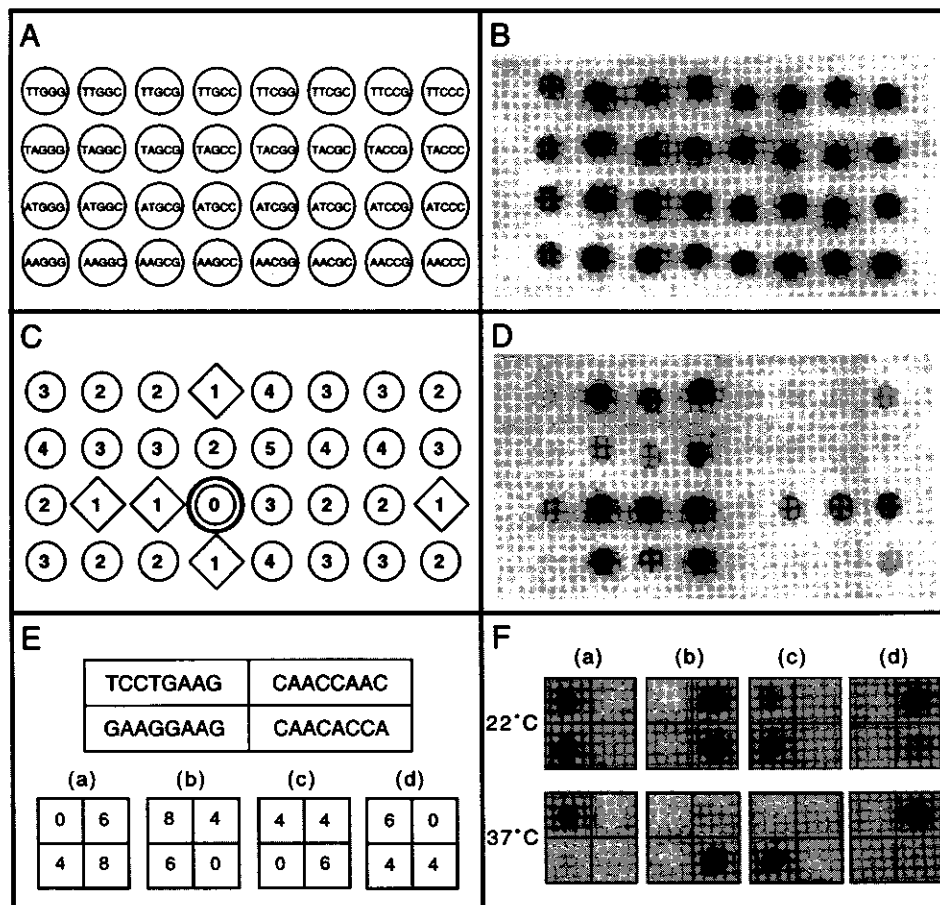 A
TTGGG TTGGC TTGCG TTGCC TTCGG TTCGC TTCCG TTCCC
TAGGG TAGGC TAGCG TAGCC TACGG TACGC TACCG TACCC
ATGGG ATGGC ATGCG ATGCC ATCGG ATCGC ATCCG ATCCC
AAGGG AAGGC AAGCG AAGCC AACGG AACGC AACCG AACCC
B
C
3 2 2 1 4 3 3 2
4 3 3 2 5 4 4 3
2 1 1 0 3 2 2 1
3 2 2 1 4 3 3 2
D
E
TCCTGAAG CAACCAAC
GAAGGAAG CAACACCA
(a) (b) (c) (d)
0 6 8 4 4 4 6 0
4 8 6 0 0 6 4 4
F
(a) (b) (c) (d)
22°C
37°C